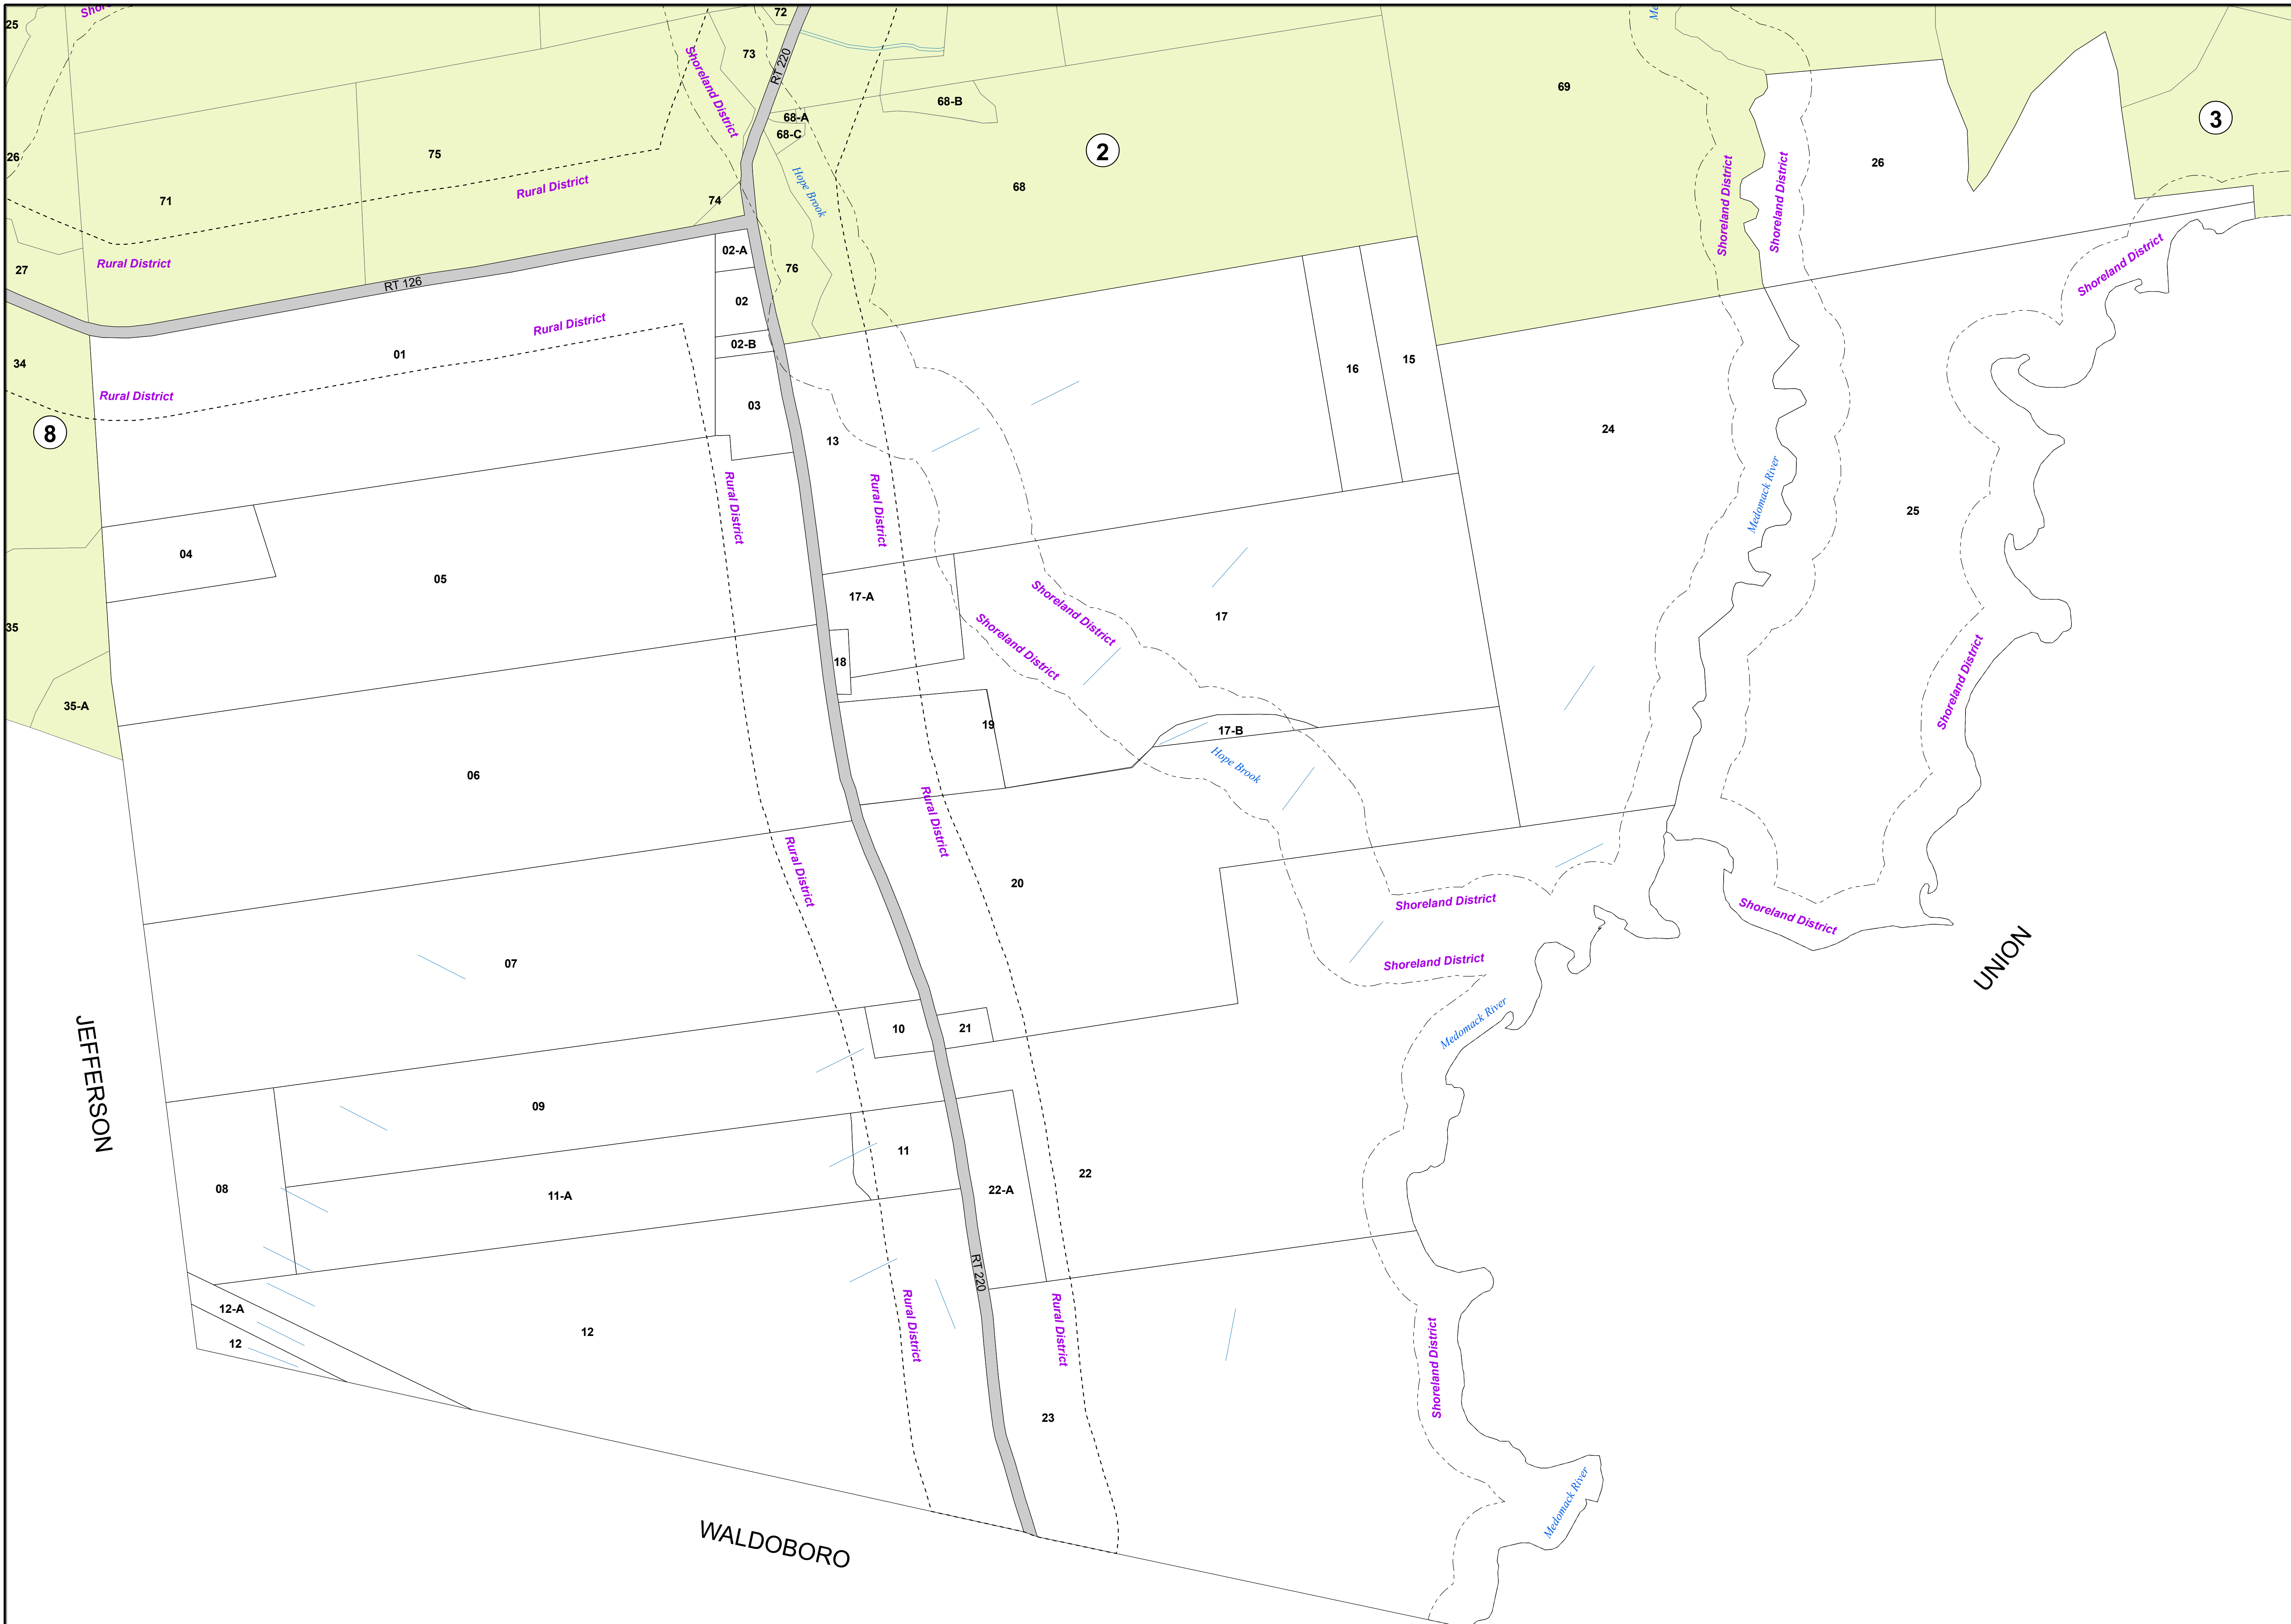 Shor
25
72
Me
73
RT 220
Shoreland District
69
68-B
68-A
3
68-C
2
26
75
26
Shoreland District
Shoreland District
Rural District
68
Hope Brook
71
74
Shoreland District
02-A
Rural District
27
76
RT 126
02
Rural District
02-B
01
16
15
34
Rural District
03
8
13
24
Medomack River
Rural District
Rural District
25
04
05
17-A
Shoreland District
17
35
Shoreland District
18
Shoreland District
35-A
19
17-B
Hope Brook
06
Rural District
Rural District
20
Shoreland District
Shoreland District
UNION
07
Shoreland District
Medomack River
10
21
JEFFERSON
09
11
22
08
11-A
22-A
RT 220
12-A
12
12
Rural District
Rural District
Shoreland District
23
Medomack River
WALDOBORO